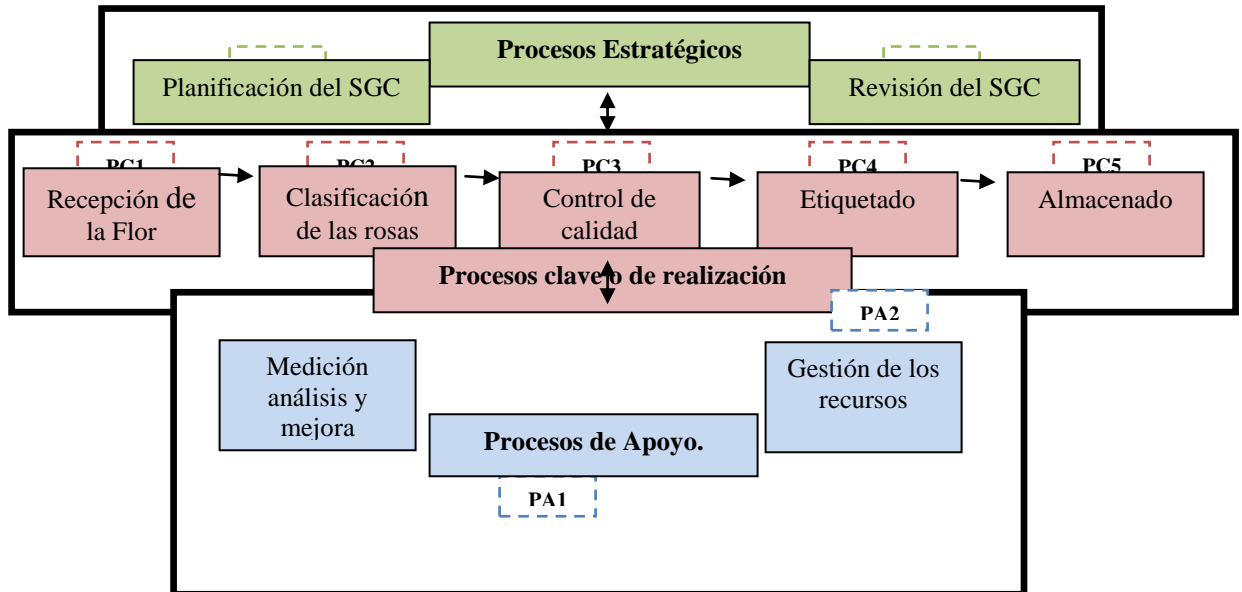 Procesos Estratégicos
Planificación del SGC
Revisión del SGC
PC1
PC2
PC3
PC4
PC5
Recepción de
la Flor
Clasificación
de las rosas
Control de
calidad
Etiquetado
Almacenado
Procesos clave o de realización
PA2
Medición
análisis y
mejora
Gestión de los
recursos
Procesos de Apoyo.
PA1